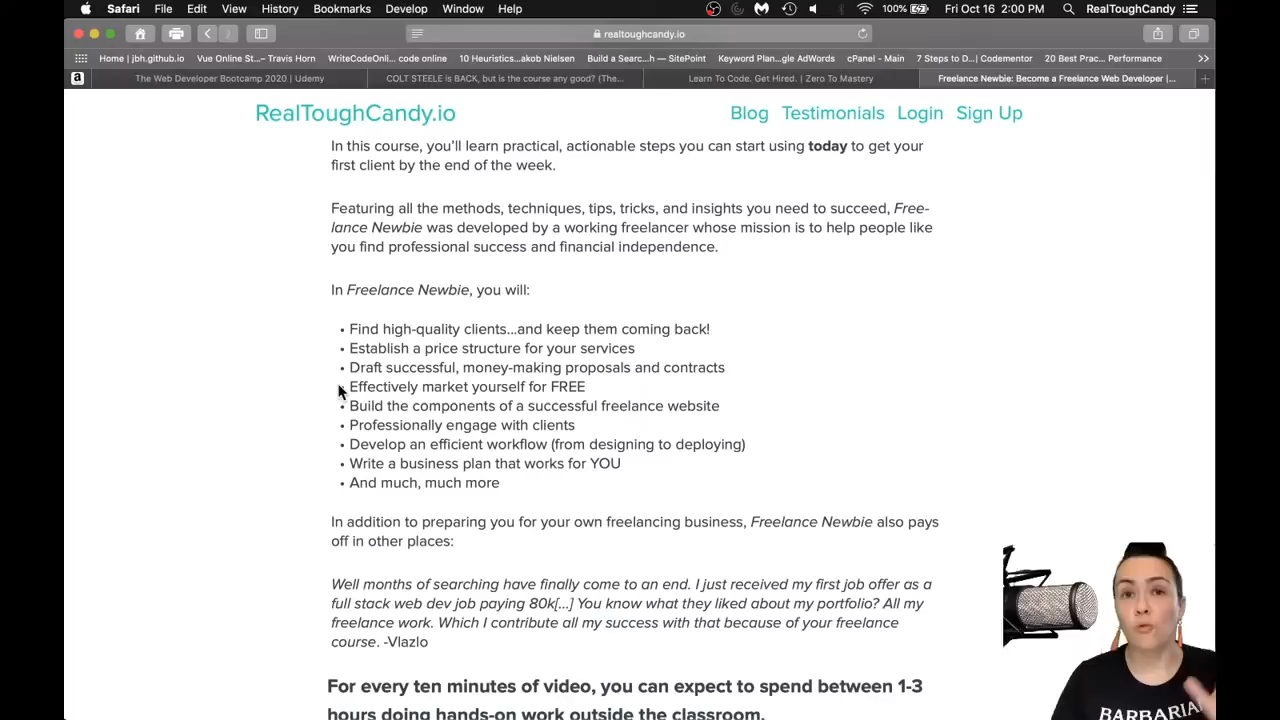 Safari File Edit View History Bookmarks Develop Window Help 100% Fri Oct 16 2:00 PM RealToughCandy
realtoughcandy.io
Home | jbh.github.io Vue Online St...– Travis Horn WriteCodeOnli... code online 10 Heuristics...akob Nielsen Build a Searc...h — SitePoint Keyword Plan...gle AdWords cPanel - Main 7 Steps to D...| Codementor 20 Best Prac... Performance
a The Web Developer Bootcamp 2020 | Udemy COLT STEELE is BACK, but is the course any good? (The... Learn To Code. Get Hired. | Zero To Mastery Freelance Newbie: Become a Freelance Web Developer |...
RealToughCandy.io Blog Testimonials Login Sign Up
In this course, you'll learn practical, actionable steps you can start using today to get your
first client by the end of the week.
Featuring all the methods, techniques, tips, tricks, and insights you need to succeed, Free-
lance Newbie was developed by a working freelancer whose mission is to help people like
you find professional success and financial independence.
In Freelance Newbie, you will:
• Find high-quality clients...and keep them coming back!
• Establish a price structure for your services
• Draft successful, money-making proposals and contracts
Effectively market yourself for FREE
• Build the components of a successful freelance website
• Professionally engage with clients
• Develop an efficient workflow (from designing to deploying)
• Write a business plan that works for YOU
• And much, much more
In addition to preparing you for your own freelancing business, Freelance Newbie also pays
off in other places:
Well months of searching have finally come to an end. I just received my first job offer as a
full stack web dev job paying 80k[...] You know what they liked about my portfolio? All my
freelance work. Which I contribute all my success with that because of your freelance
course. -Vlazlo
For every ten minutes of video, you can expect to spend between 1-3
hours doing hands-on work outside the classroom.
BARBARIA